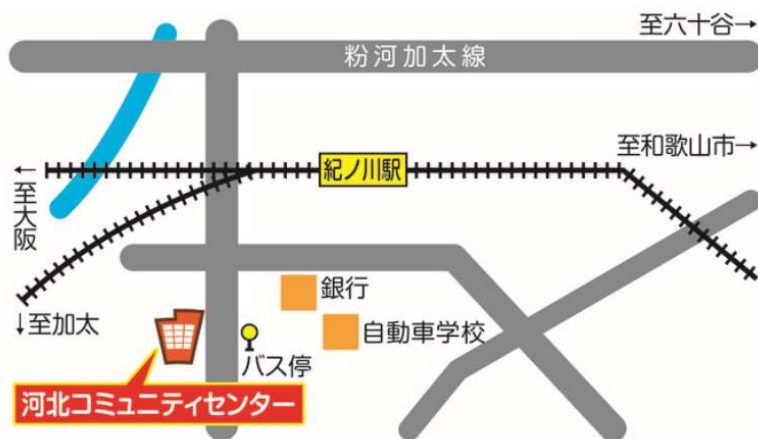 至六十谷→
粉河加太線
至和歌山市→
紀ノ川駅
←至大阪
銀行
↓至加太
自動車学校
バス停
河北コミュニティセンター